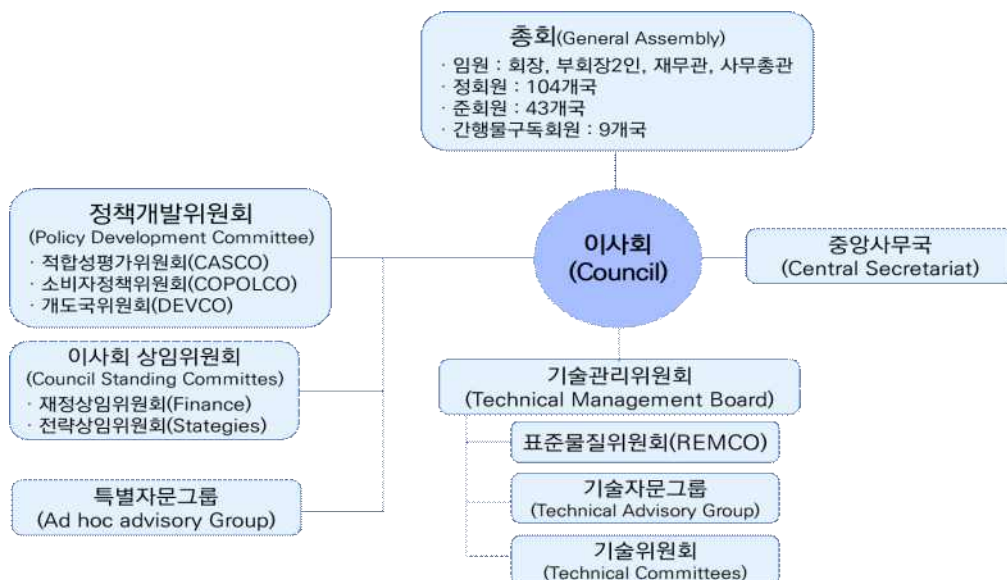 총회(General Assembly)
· 임원 : 회장, 부회장2인, 재무관, 사무총관
· 정회원 : 104개국
· 준회원 : 43개국
· 간행물구독회원 : 9개국
정책개발위원회
(Policy Development Committee)
· 적합성평가위원회(CASCO)
· 소비자정책위원회(COPOLCO)
· 개도국위원회(DEVCO)
이사회
(Council)
중앙사무국
(Central Secretariat)
이사회 상임위원회
(Council Standing Committes)
· 재정상임위원회(Finance)
· 전략상임위원회(Stategies)
기술관리위원회
(Technical Management Board)
표준물질위원회(REMCO)
특별자문그룹
(Ad hoc advisory Group)
기술자문그룹
(Technical Advisory Group)
기술위원회
(Technical Committees)